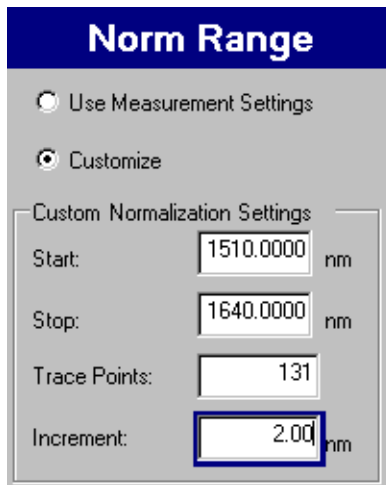 Norm Range
Use Measurement Settings
Customize
Custom Normalization Settings
Start: 1510.0000 nm
Stop: 1640.0000 nm
Trace Points: 131
Increment: 2.00 nm